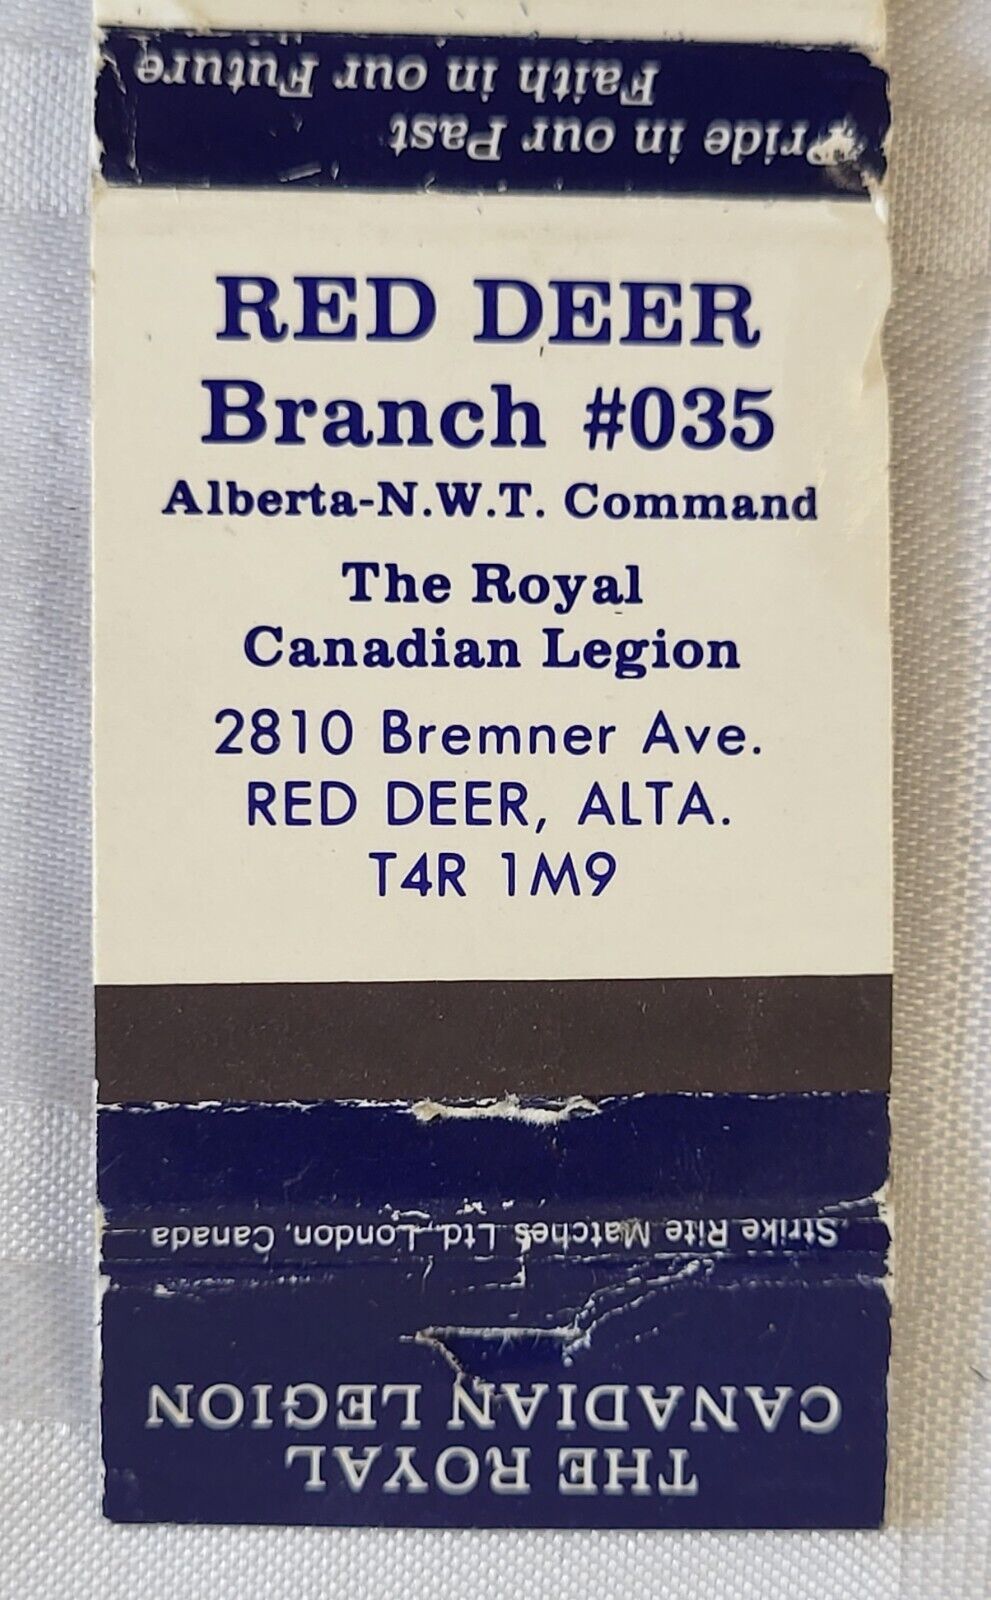 Pride in our Past
Faith in our Future
RED DEER
Branch #035
Alberta-N.W.T. Command
The Royal
Canadian Legion
2810 Bremner Ave.
RED DEER, ALTA.
T4R 1M9
Strike Rite Matches Ltd., London, Canada
THE ROYAL
CANADIAN LEGION